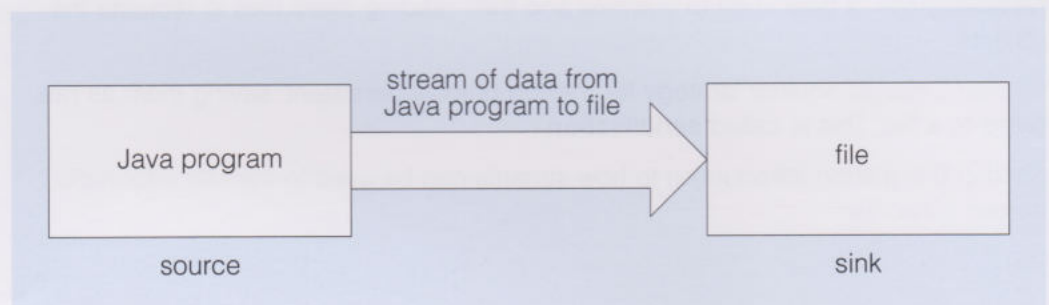 stream of data from
Java program to file
Java program
file
source
sink